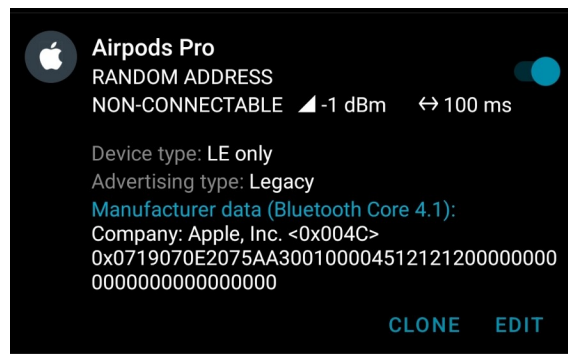 Airpods Pro
RANDOM ADDRESS
NON-CONNECTABLE -1 dBm ↔ 100 ms
Device type: LE only
Advertising type: Legacy
Manufacturer data (Bluetooth Core 4.1):
Company: Apple, Inc. <0x004C>
0x0719070E2075AA300100004512121200000000
0000000000000000
CLONE EDIT